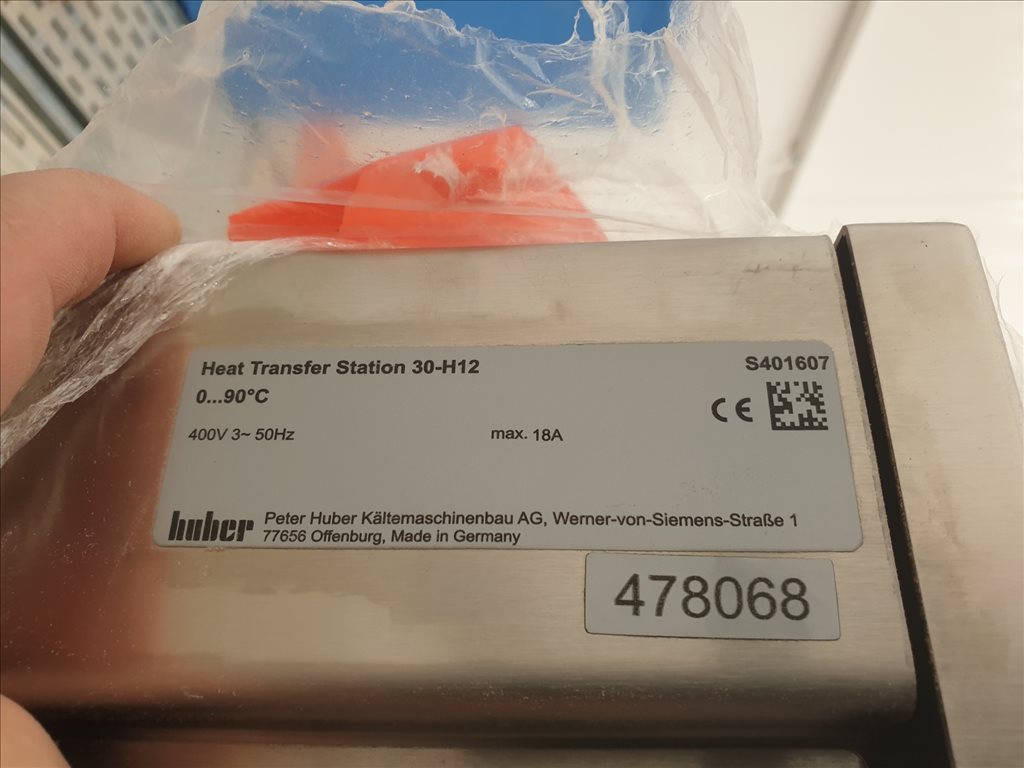 Heat Transfer Station 30-H12
S401607
0...90°C
CE
400V 3~ 50Hz
max. 18A
huber
Peter Huber Kältemaschinenbau AG, Werner-von-Siemens-Straße 1
77656 Offenburg, Made in Germany
478068